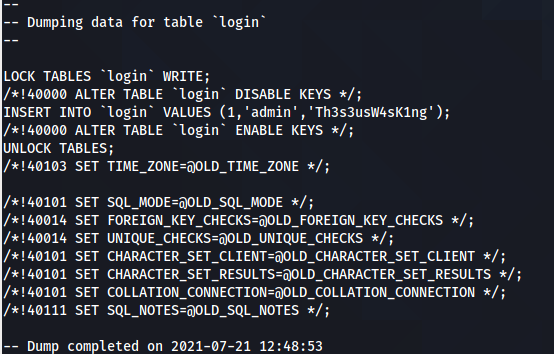 --
-- Dumping data for table `login`
--
LOCK TABLES `login` WRITE;
/*!40000 ALTER TABLE `login` DISABLE KEYS */;
INSERT INTO `login` VALUES (1,'admin','Th3s3usW4sK1ng');
/*!40000 ALTER TABLE `login` ENABLE KEYS */;
UNLOCK TABLES;
/*!40103 SET TIME_ZONE=@OLD_TIME_ZONE */;
/*!40101 SET SQL_MODE=@OLD_SQL_MODE */;
/*!40014 SET FOREIGN_KEY_CHECKS=@OLD_FOREIGN_KEY_CHECKS */;
/*!40014 SET UNIQUE_CHECKS=@OLD_UNIQUE_CHECKS */;
/*!40101 SET CHARACTER_SET_CLIENT=@OLD_CHARACTER_SET_CLIENT */;
/*!40101 SET CHARACTER_SET_RESULTS=@OLD_CHARACTER_SET_RESULTS */;
/*!40101 SET COLLATION_CONNECTION=@OLD_COLLATION_CONNECTION */;
/*!40111 SET SQL_NOTES=@OLD_SQL_NOTES */;
-- Dump completed on 2021-07-21 12:48:53